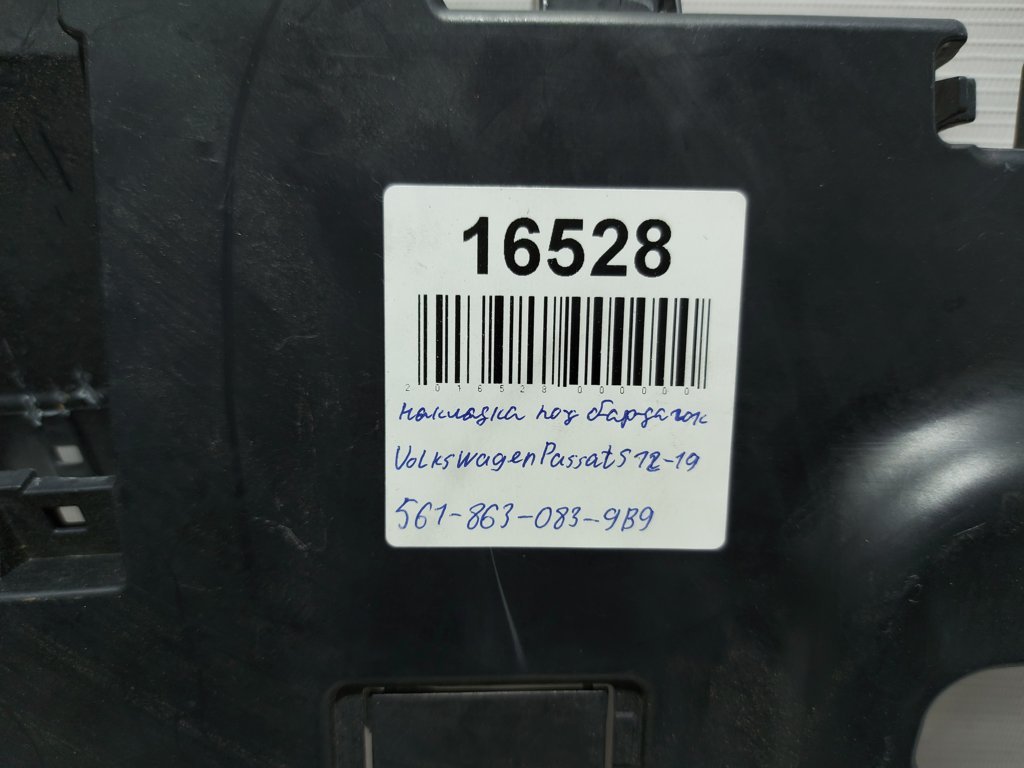 16528
2016528000000
накладка под бардачок
Volkswagen Passat S 12-19
561-863-083-9B9